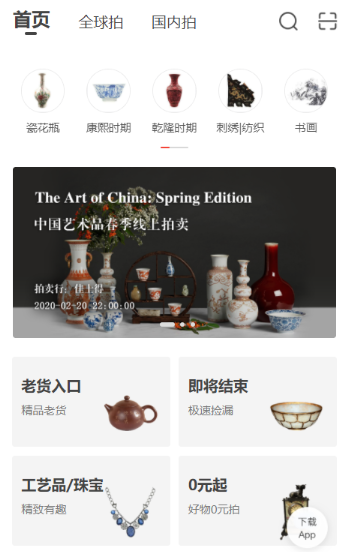 首页 全球拍 国内拍
瓷花瓶 康熙时期 乾隆时期 刺绣|纺织 书画
The Art of China: Spring Edition
中国艺术品春季线上拍卖
拍卖行：佳士得
2020-02-20 22:00:00
老货入口 即将结束
精品老货 极速捡漏
工艺品/珠宝 0元起
精致有趣 好物0元拍
下载
App